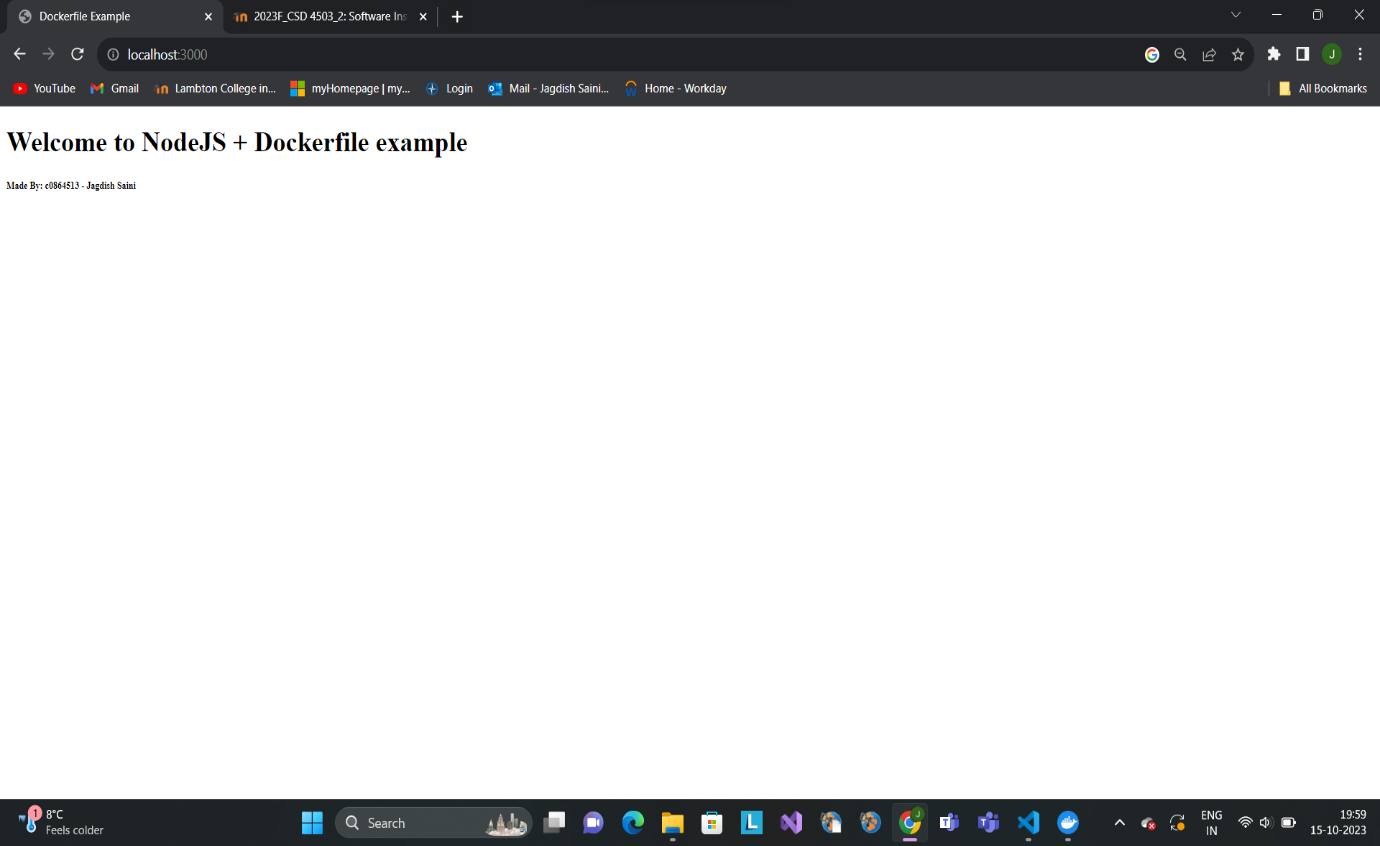 Dockerfile Example
2023F_CSD 4503_2: Software Ins
localhost:3000
J
YouTube
Gmail
Lambton College in...
myHomepage | my...
Login
Mail - Jagdish Saini...
Home - Workday
All Bookmarks
Welcome to NodeJS + Dockerfile example
Made By: c0864513 - Jagdish Saini
1
8°C
Feels colder
Search
L
J
ENG
IN
19:59
15-10-2023